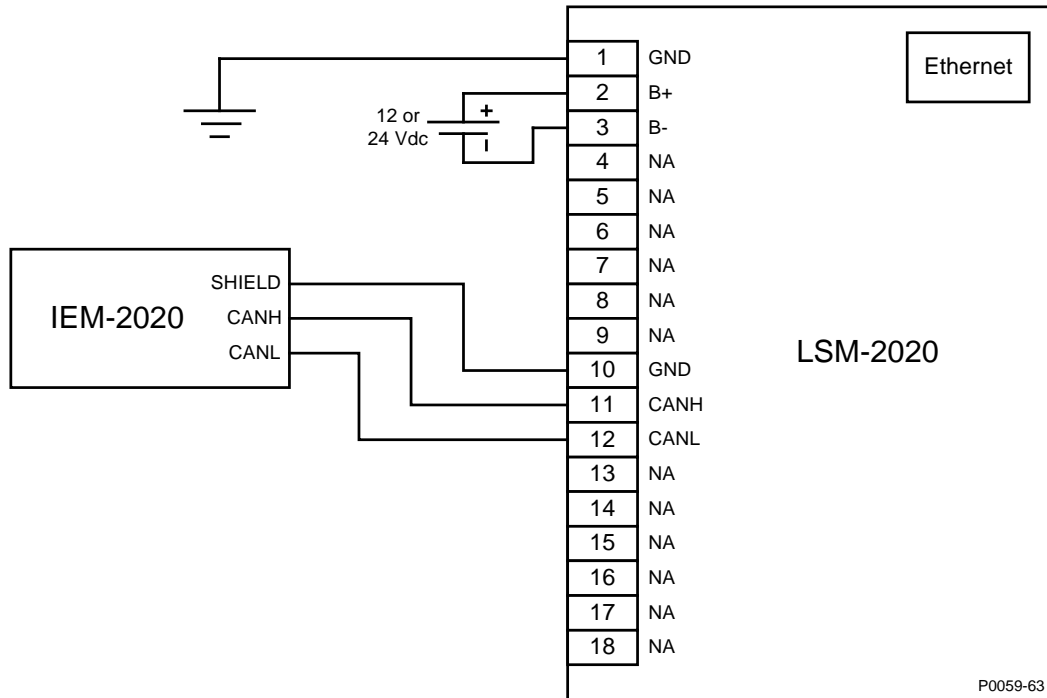 Ethernet
1 GND
2 B+
3 B-
4 NA
5 NA
6 NA
7 NA
8 NA
9 NA
10 GND
11 CANH
12 CANL
13 NA
14 NA
15 NA
16 NA
17 NA
18 NA
12 or
24 Vdc
+
-
IEM-2020
SHIELD
CANH
CANL
LSM-2020
P0059-63